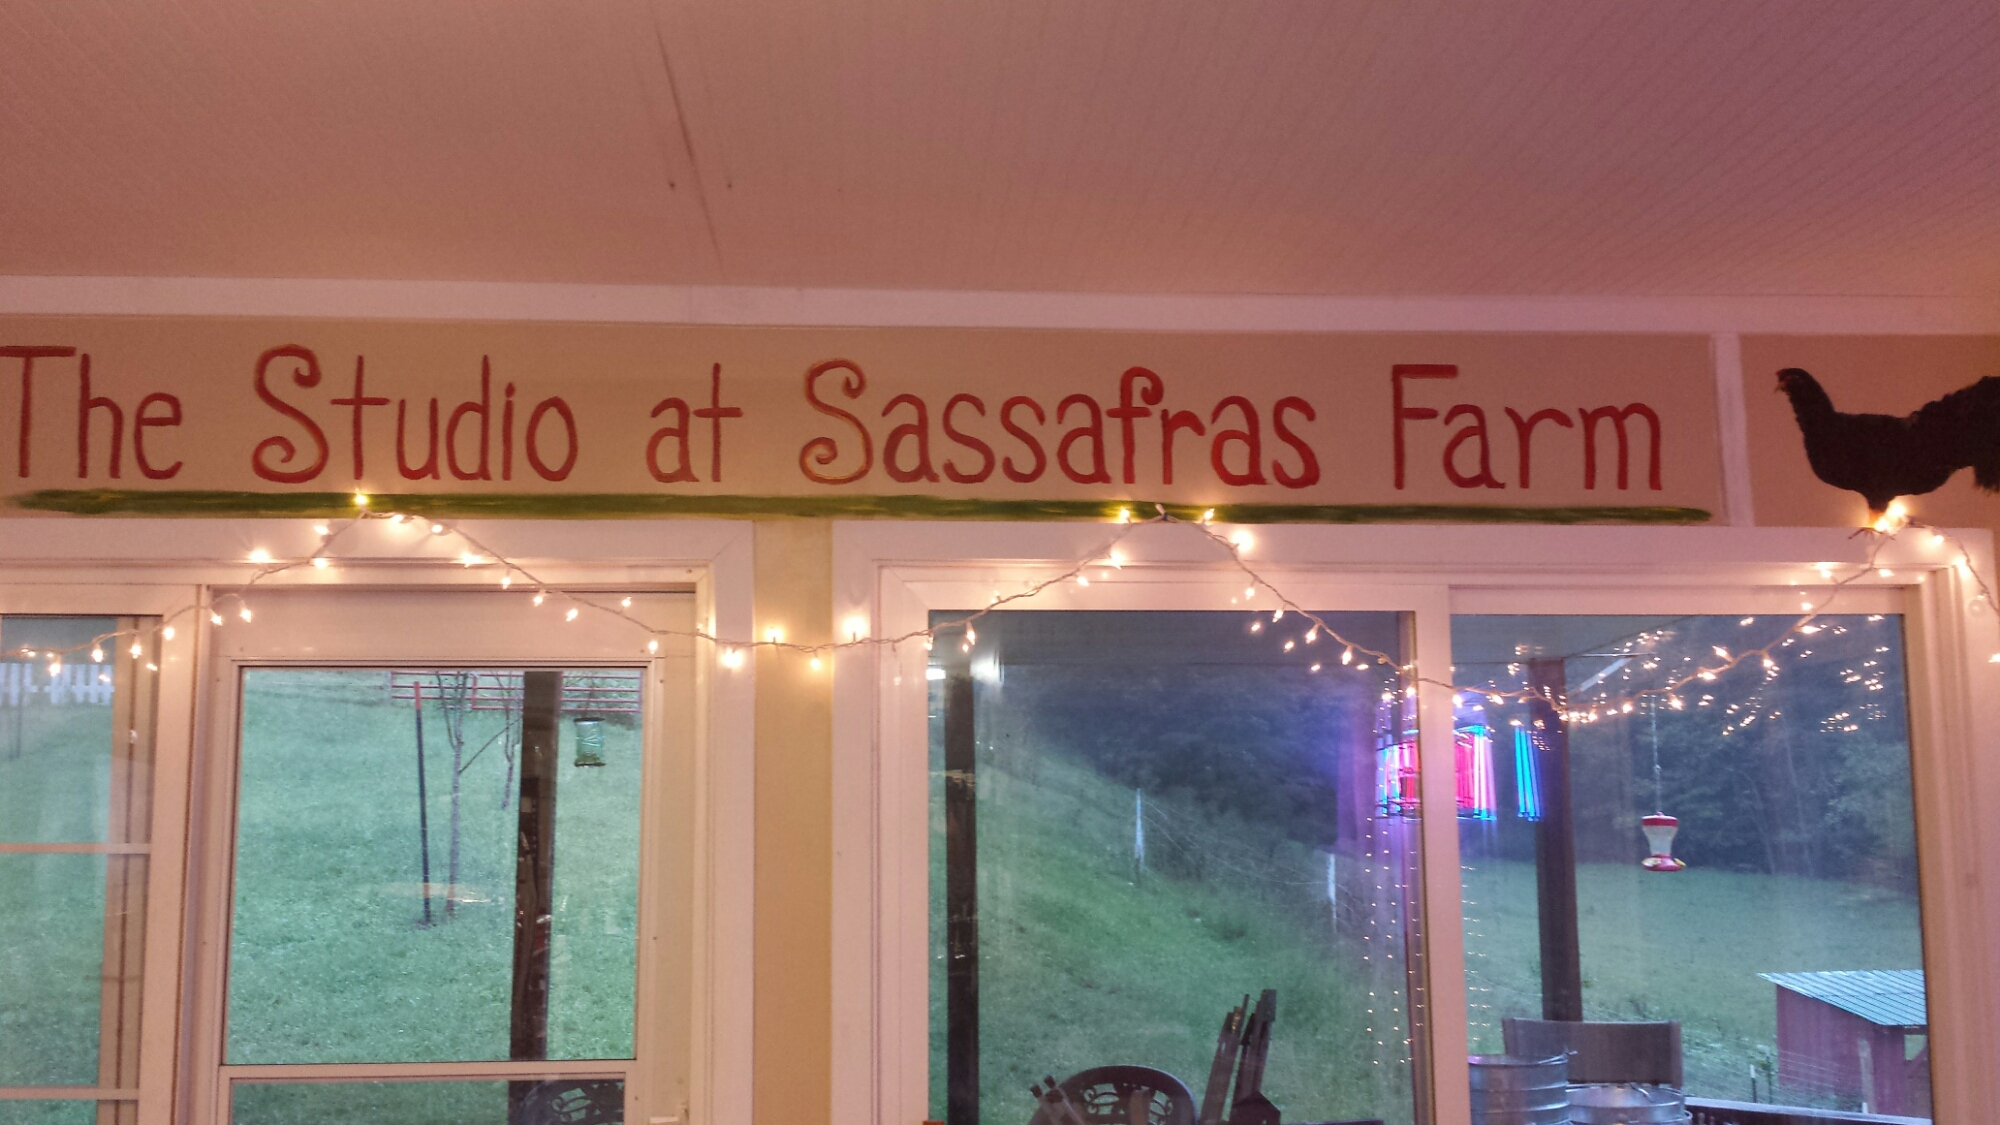 The Studio at Sassafras Farm